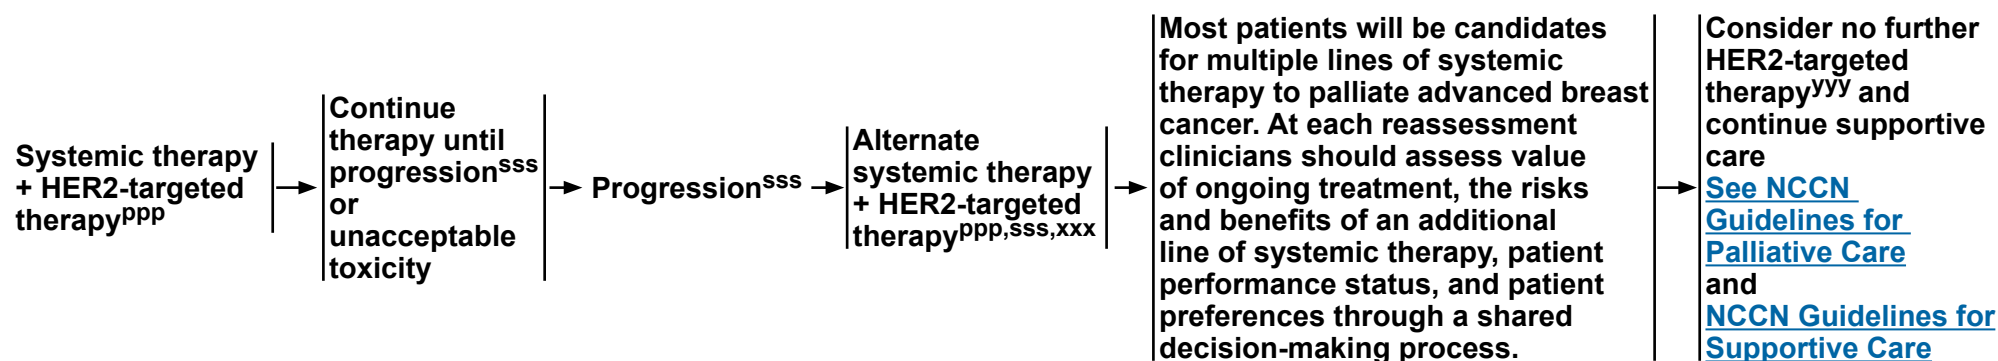 Systemic therapy
+ HER2-targeted
therapyppp
Continue
therapy until
progressionsss
or
unacceptable
toxicity
Progressionsss
Alternate
systemic therapy
+ HER2-targeted
therapyppp,sss,xxx
Most patients will be candidates
for multiple lines of systemic
therapy to palliate advanced breast
cancer. At each reassessment
clinicians should assess value
of ongoing treatment, the risks
and benefits of an additional
line of systemic therapy, patient
performance status, and patient
preferences through a shared
decision-making process.
Consider no further
HER2-targeted
therapyyyy and
continue supportive
care
See NCCN
Guidelines for
Palliative Care
and
NCCN Guidelines for
Supportive Care